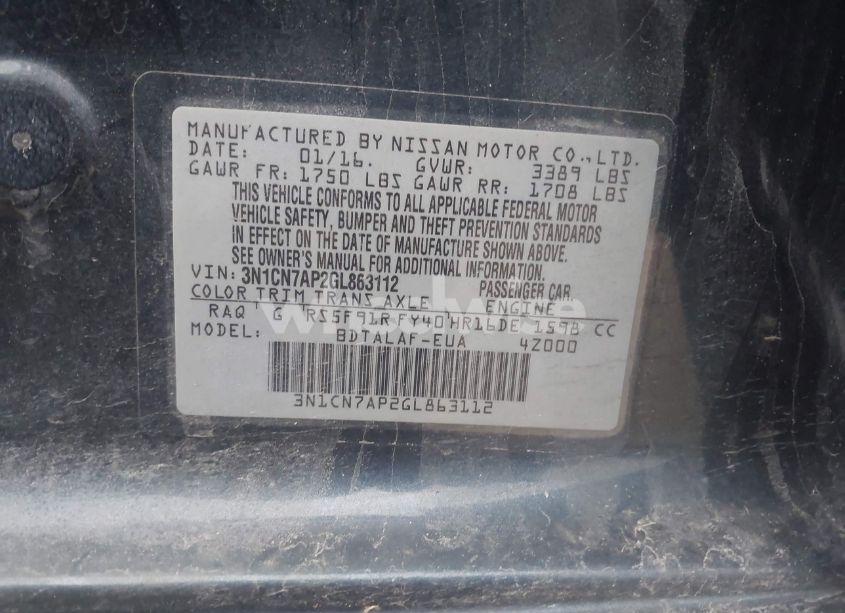 MANUFACTURED BY NISSAN MOTOR CO., LTD.
DATE: 01/16. GVWR: 3389 LBS
GAWR FR: 1750 LBS GAWR RR: 1708 LBS
THIS VEHICLE CONFORMS TO ALL APPLICABLE FEDERAL MOTOR
VEHICLE SAFETY, BUMPER AND THEFT PREVENTION STANDARDS
IN EFFECT ON THE DATE OF MANUFACTURE SHOWN ABOVE.
SEE OWNER'S MANUAL FOR ADDITIONAL INFORMATION.
VIN: 3N1CN7AP2GL863112 PASSENGER CAR.
COLOR TRIM TRANS AXLE ENGINE
RAQ G RS5F91R FY40 HR16DE 1598 CC
MODEL BDTALAF-EUA 4Z000
3N1CN7AP2GL863112